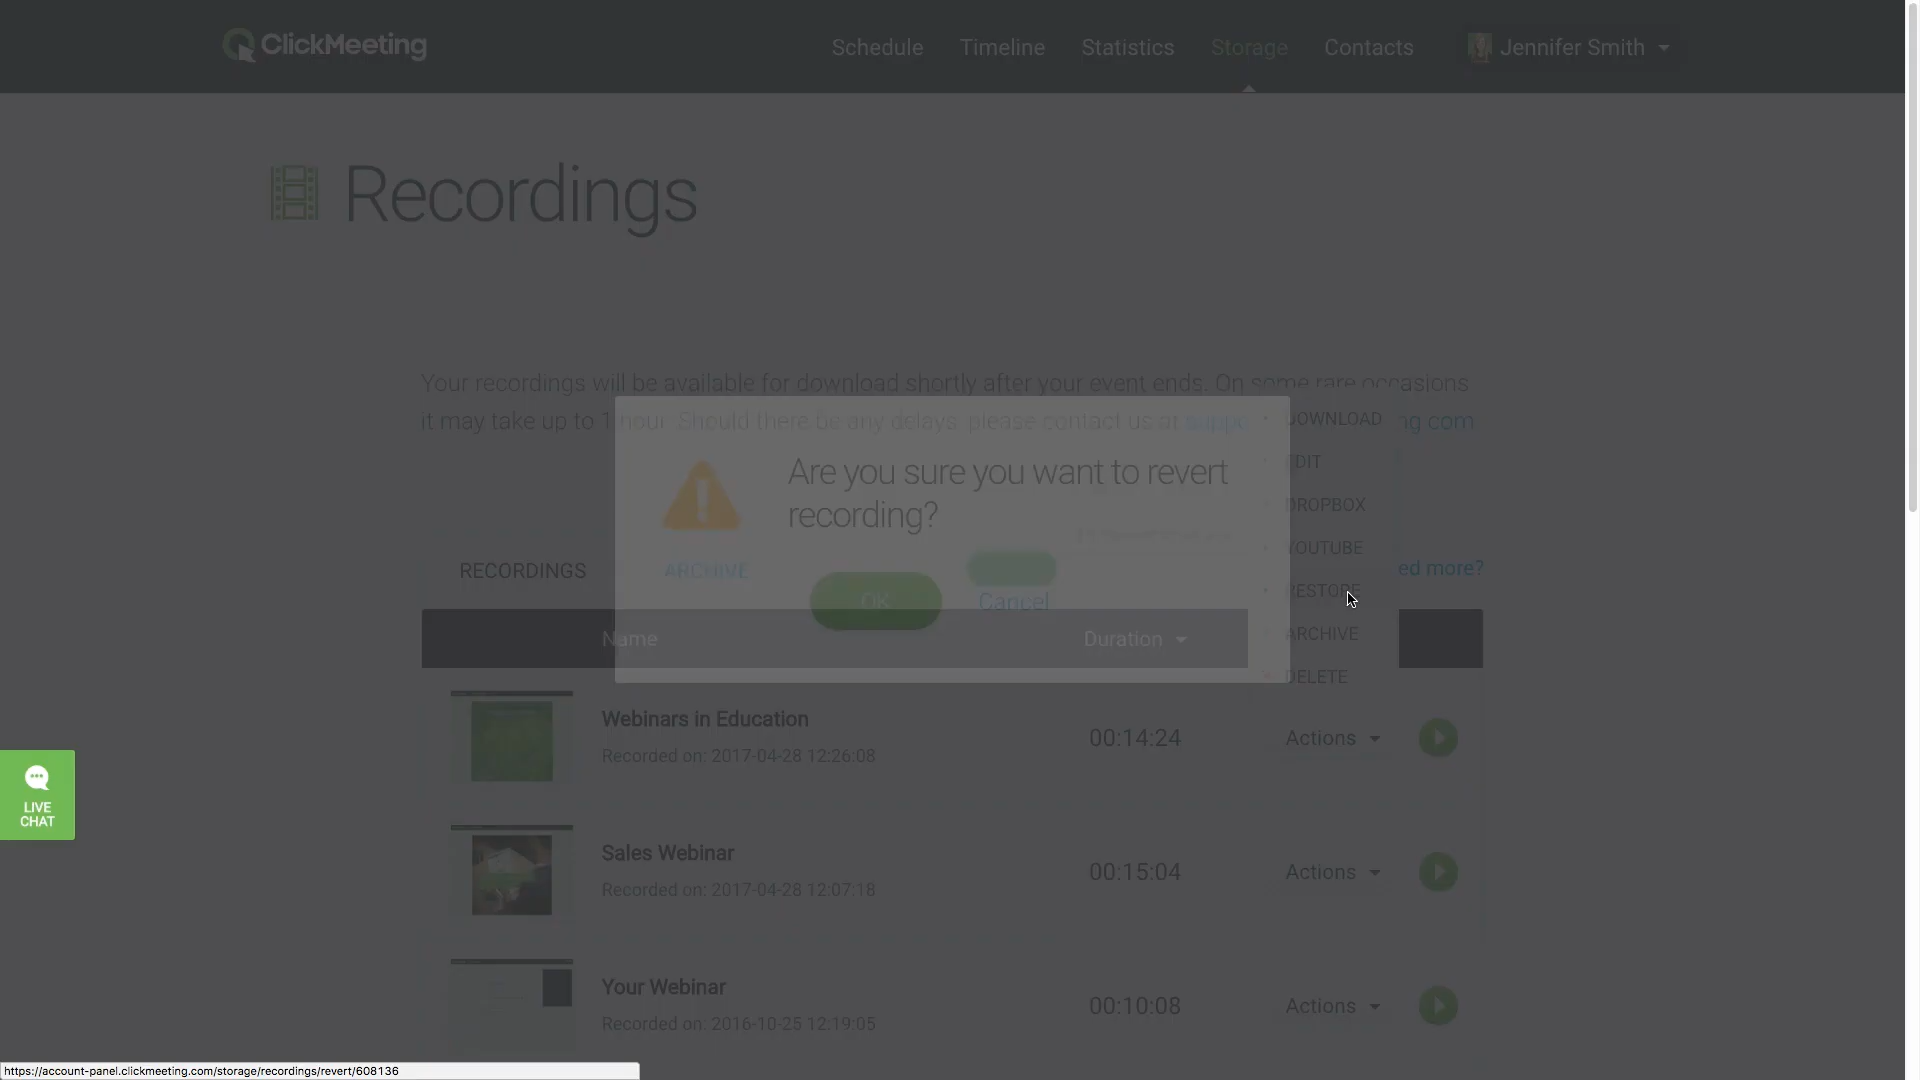 ClickMeeting
Schedule Timeline Statistics Storage Contacts Jennifer Smith
Recordings
Your recordings will be available for download shortly after your event ends. On some rare occasions
it may take up to 1 hour. Should there be any delays, please contact us at suppo ng.com
DOWNLOAD
EDIT
DROPBOX
YOUTUBE
RESTORE
ARCHIVE
DELETE
Are you sure you want to revert
recording?
OK Cancel
RECORDINGS ARCHIVE ed more?
Name Duration
Webinars in Education
Recorded on: 2017-04-28 12:26:08
00:14:24 Actions
Sales Webinar
Recorded on: 2017-04-28 12:07:18
00:15:04 Actions
Your Webinar
Recorded on: 2016-10-25 12:19:05
00:10:08 Actions
LIVE
CHAT
https://account-panel.clickmeeting.com/storage/recordings/revert/608136